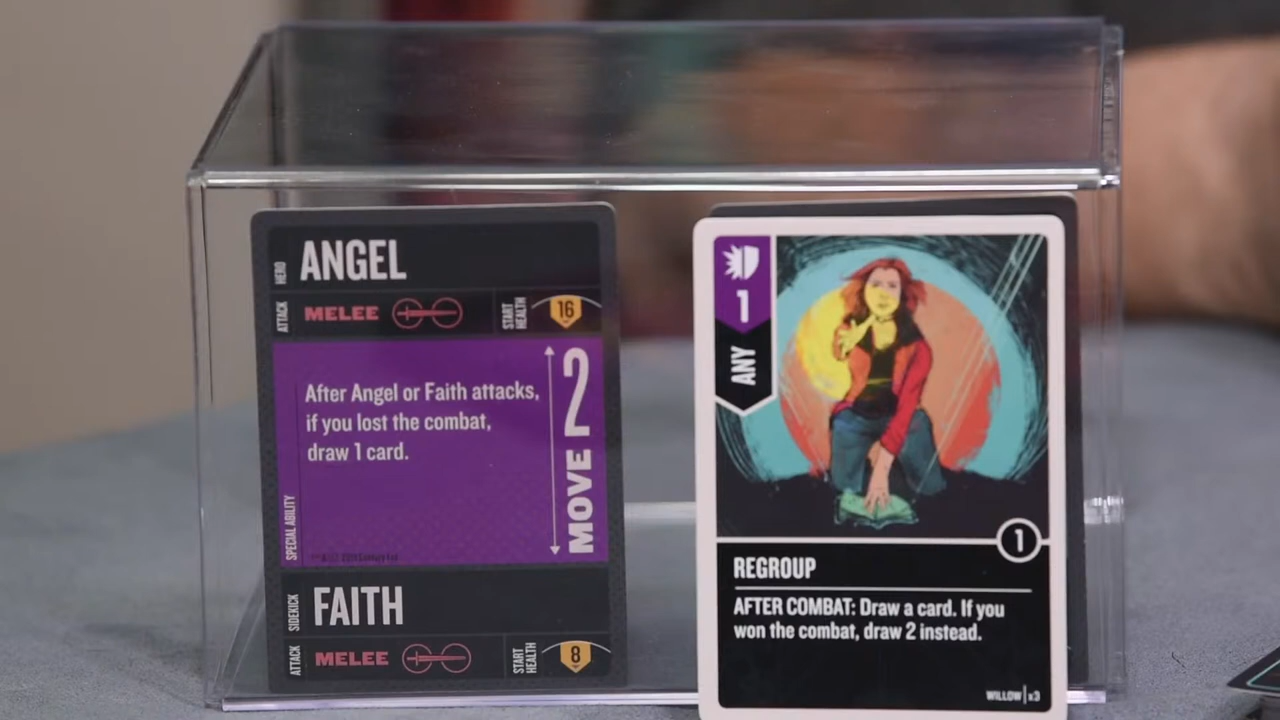 HERO
ANGEL
ATTACK
MELEE
START
HEALTH
16
After Angel or Faith attacks,
if you lost the combat,
draw 1 card.
SPECIAL ABILITY
MOVE 2
SIDEKICK
FAITH
ATTACK
MELEE
START
HEALTH
8
1
ANY
1
REGROUP
AFTER COMBAT: Draw a card. If you
won the combat, draw 2 instead.
WILLOW x3